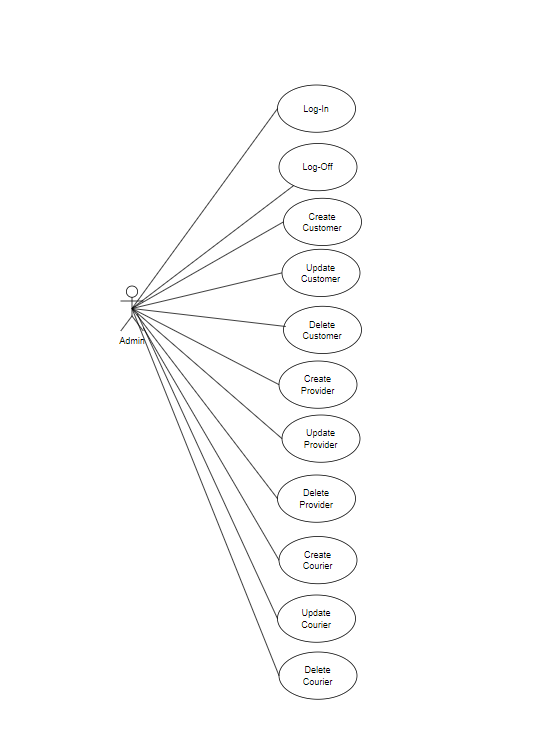 Log-In
Log-Off
Create
Customer
Update
Customer
Admin
Delete
Customer
Create
Provider
Update
Provider
Delete
Provider
Create
Courier
Update
Courier
Delete
Courier